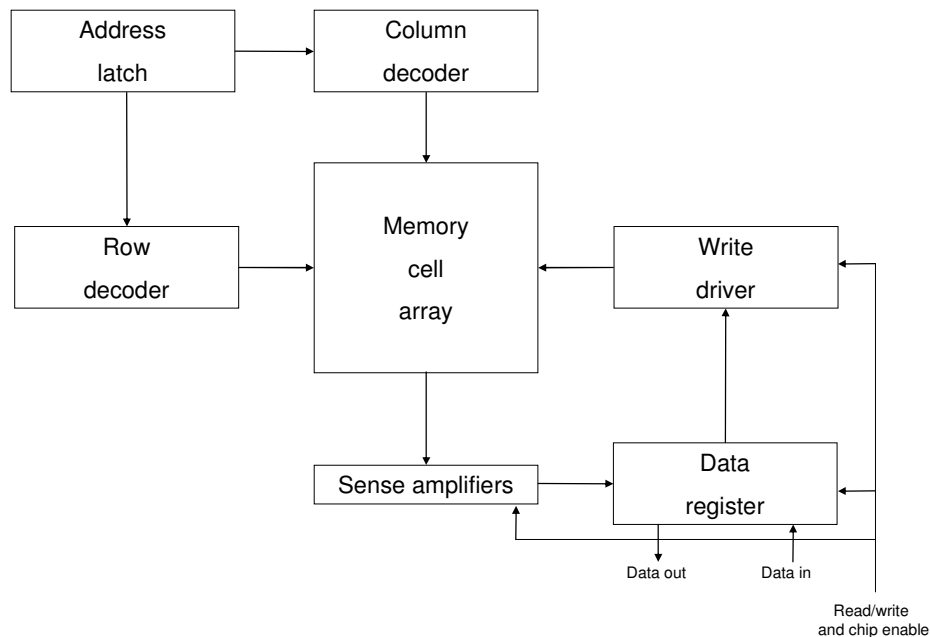 Address
latch
Column
decoder
Memory
cell
array
Row
decoder
Write
driver
Sense amplifiers
Data
register
Data out
Data in
Read/write
and chip enable